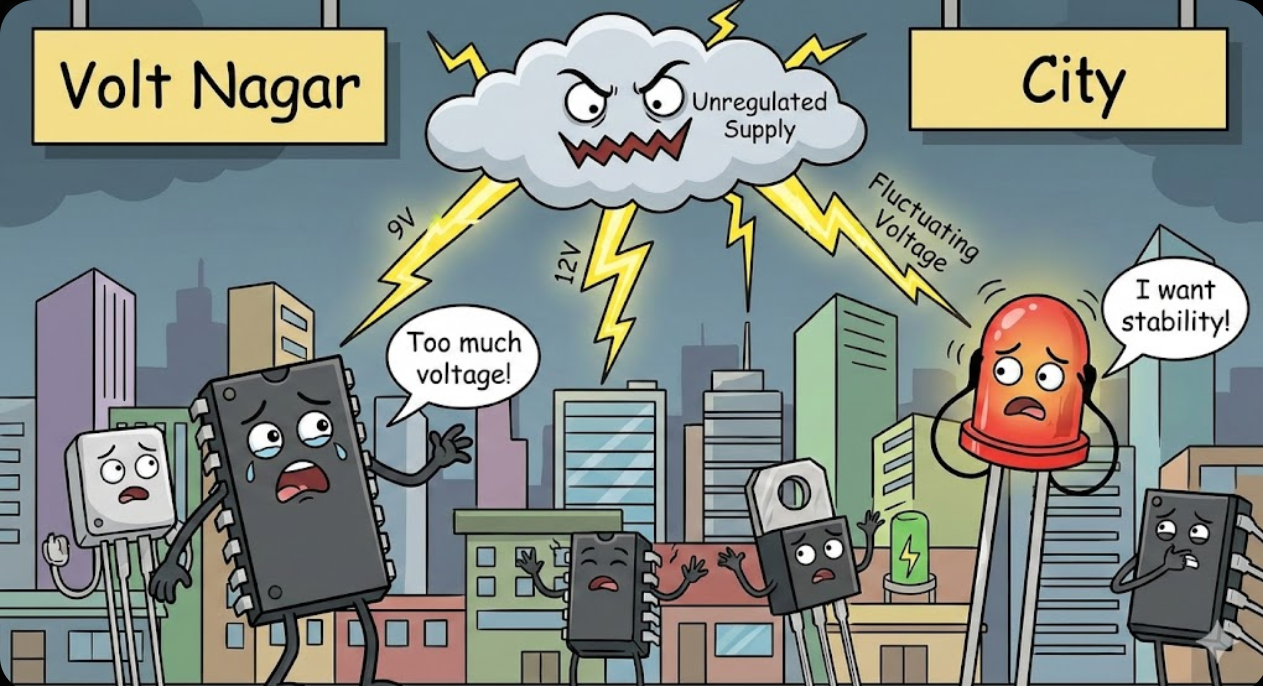 Volt Nagar
City
Unregulated
Supply
9V
12V
Fluctuating
Voltage
Too much
voltage!
I want
stability!